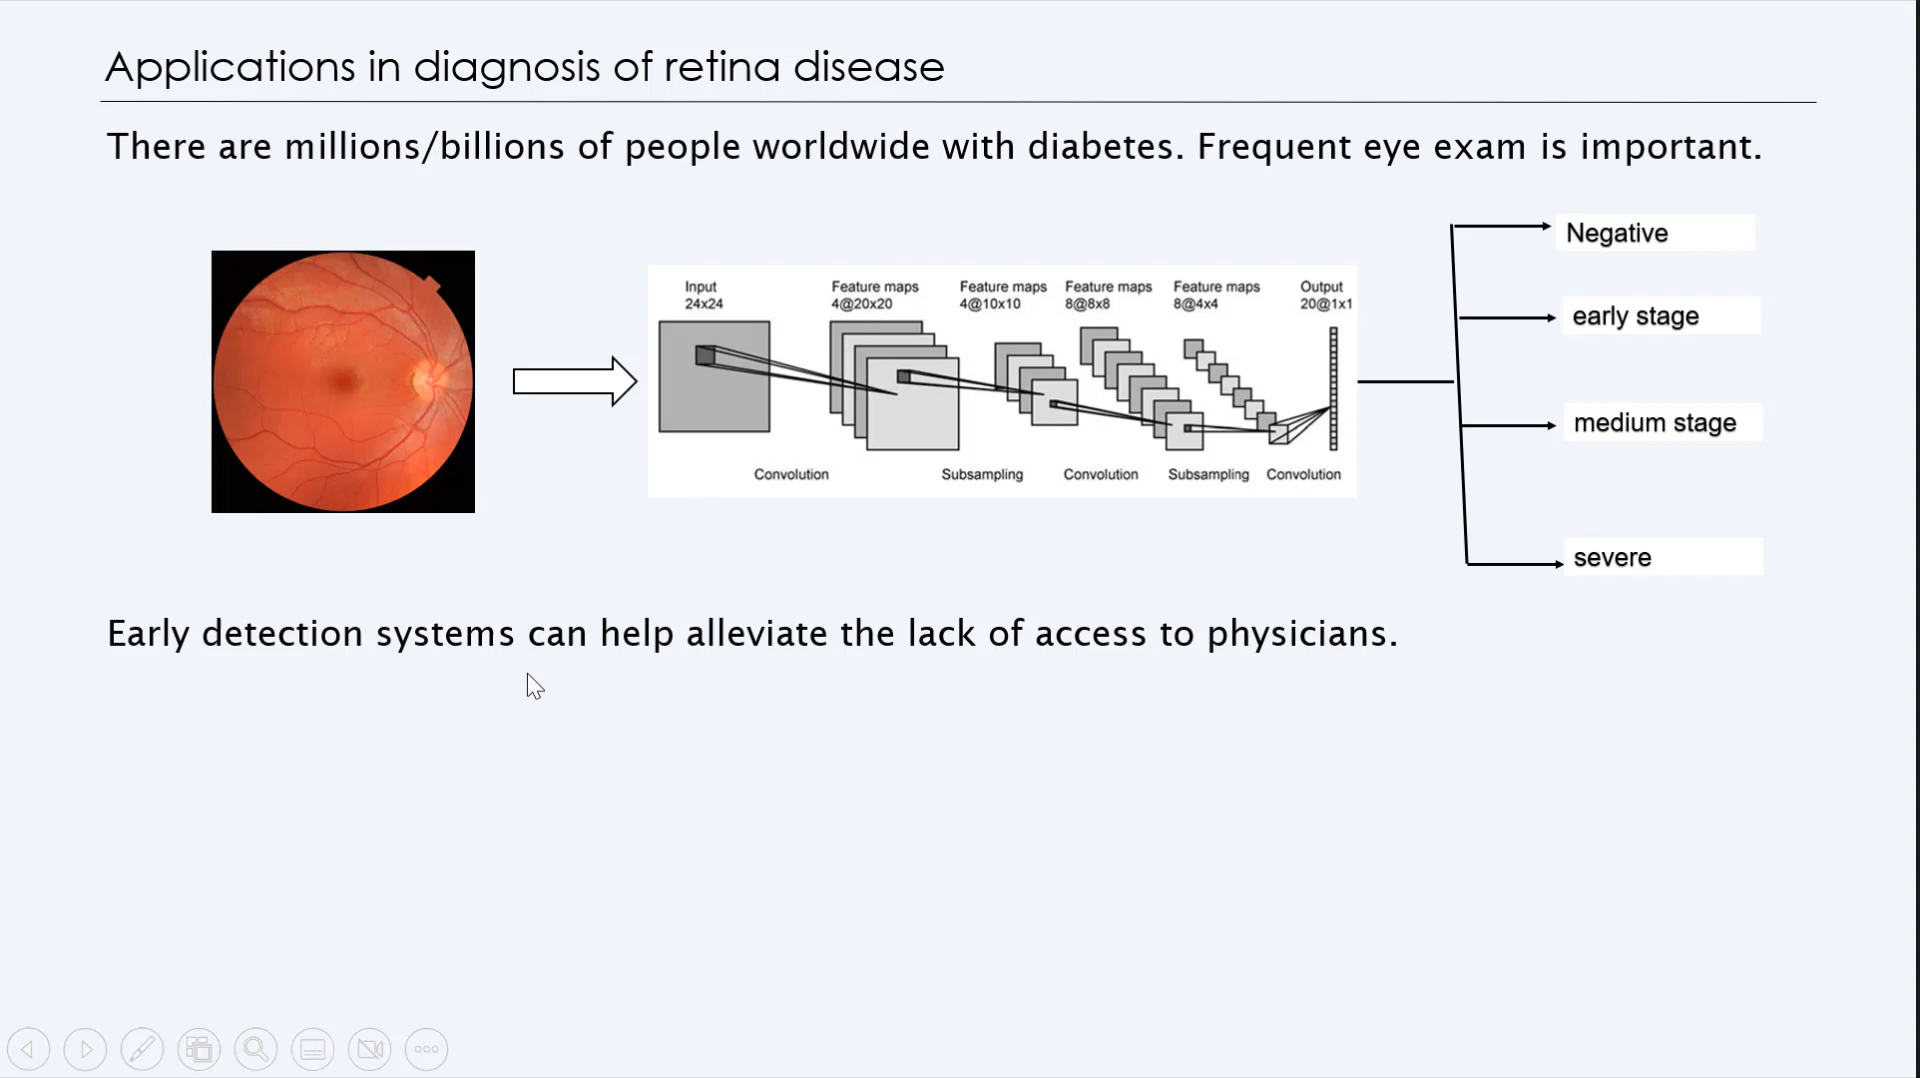 Applications in diagnosis of retina disease
There are millions/billions of people worldwide with diabetes. Frequent eye exam is important.
Input
24x24
Feature maps
4@20x20
Feature maps
4@10x10
Feature maps
8@8x8
Feature maps
8@4x4
Output
20@1x1
Convolution
Subsampling
Convolution
Subsampling
Convolution
Negative
early stage
medium stage
severe
Early detection systems can help alleviate the lack of access to physicians.